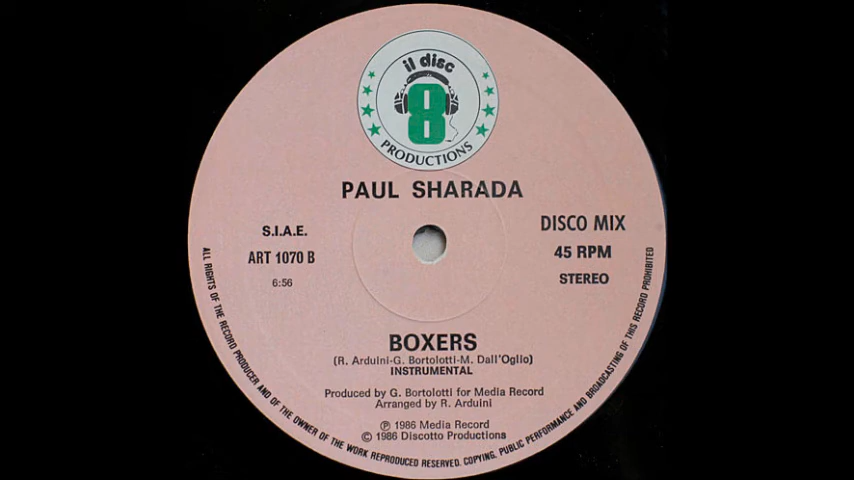 il disc
8
PRODUCTIONS
PAUL SHARADA
S.I.A.E.
ART 1070 B
6:56
DISCO MIX
45 RPM
STEREO
BOXERS
(R. Arduini-G. Bortolotti-M. Dall'Oglio)
INSTRUMENTAL
Produced by G. Bortolotti for Media Record
Arranged by R. Arduini
℗ 1986 Media Record
© 1986 Discotto Productions
ALL RIGHTS OF THE RECORD PRODUCER AND OF THE OWNER OF THE WORK REPRODUCED RESERVED. COPYING, PUBLIC PERFORMANCE AND BROADCASTING OF THIS RECORD PROHIBITED